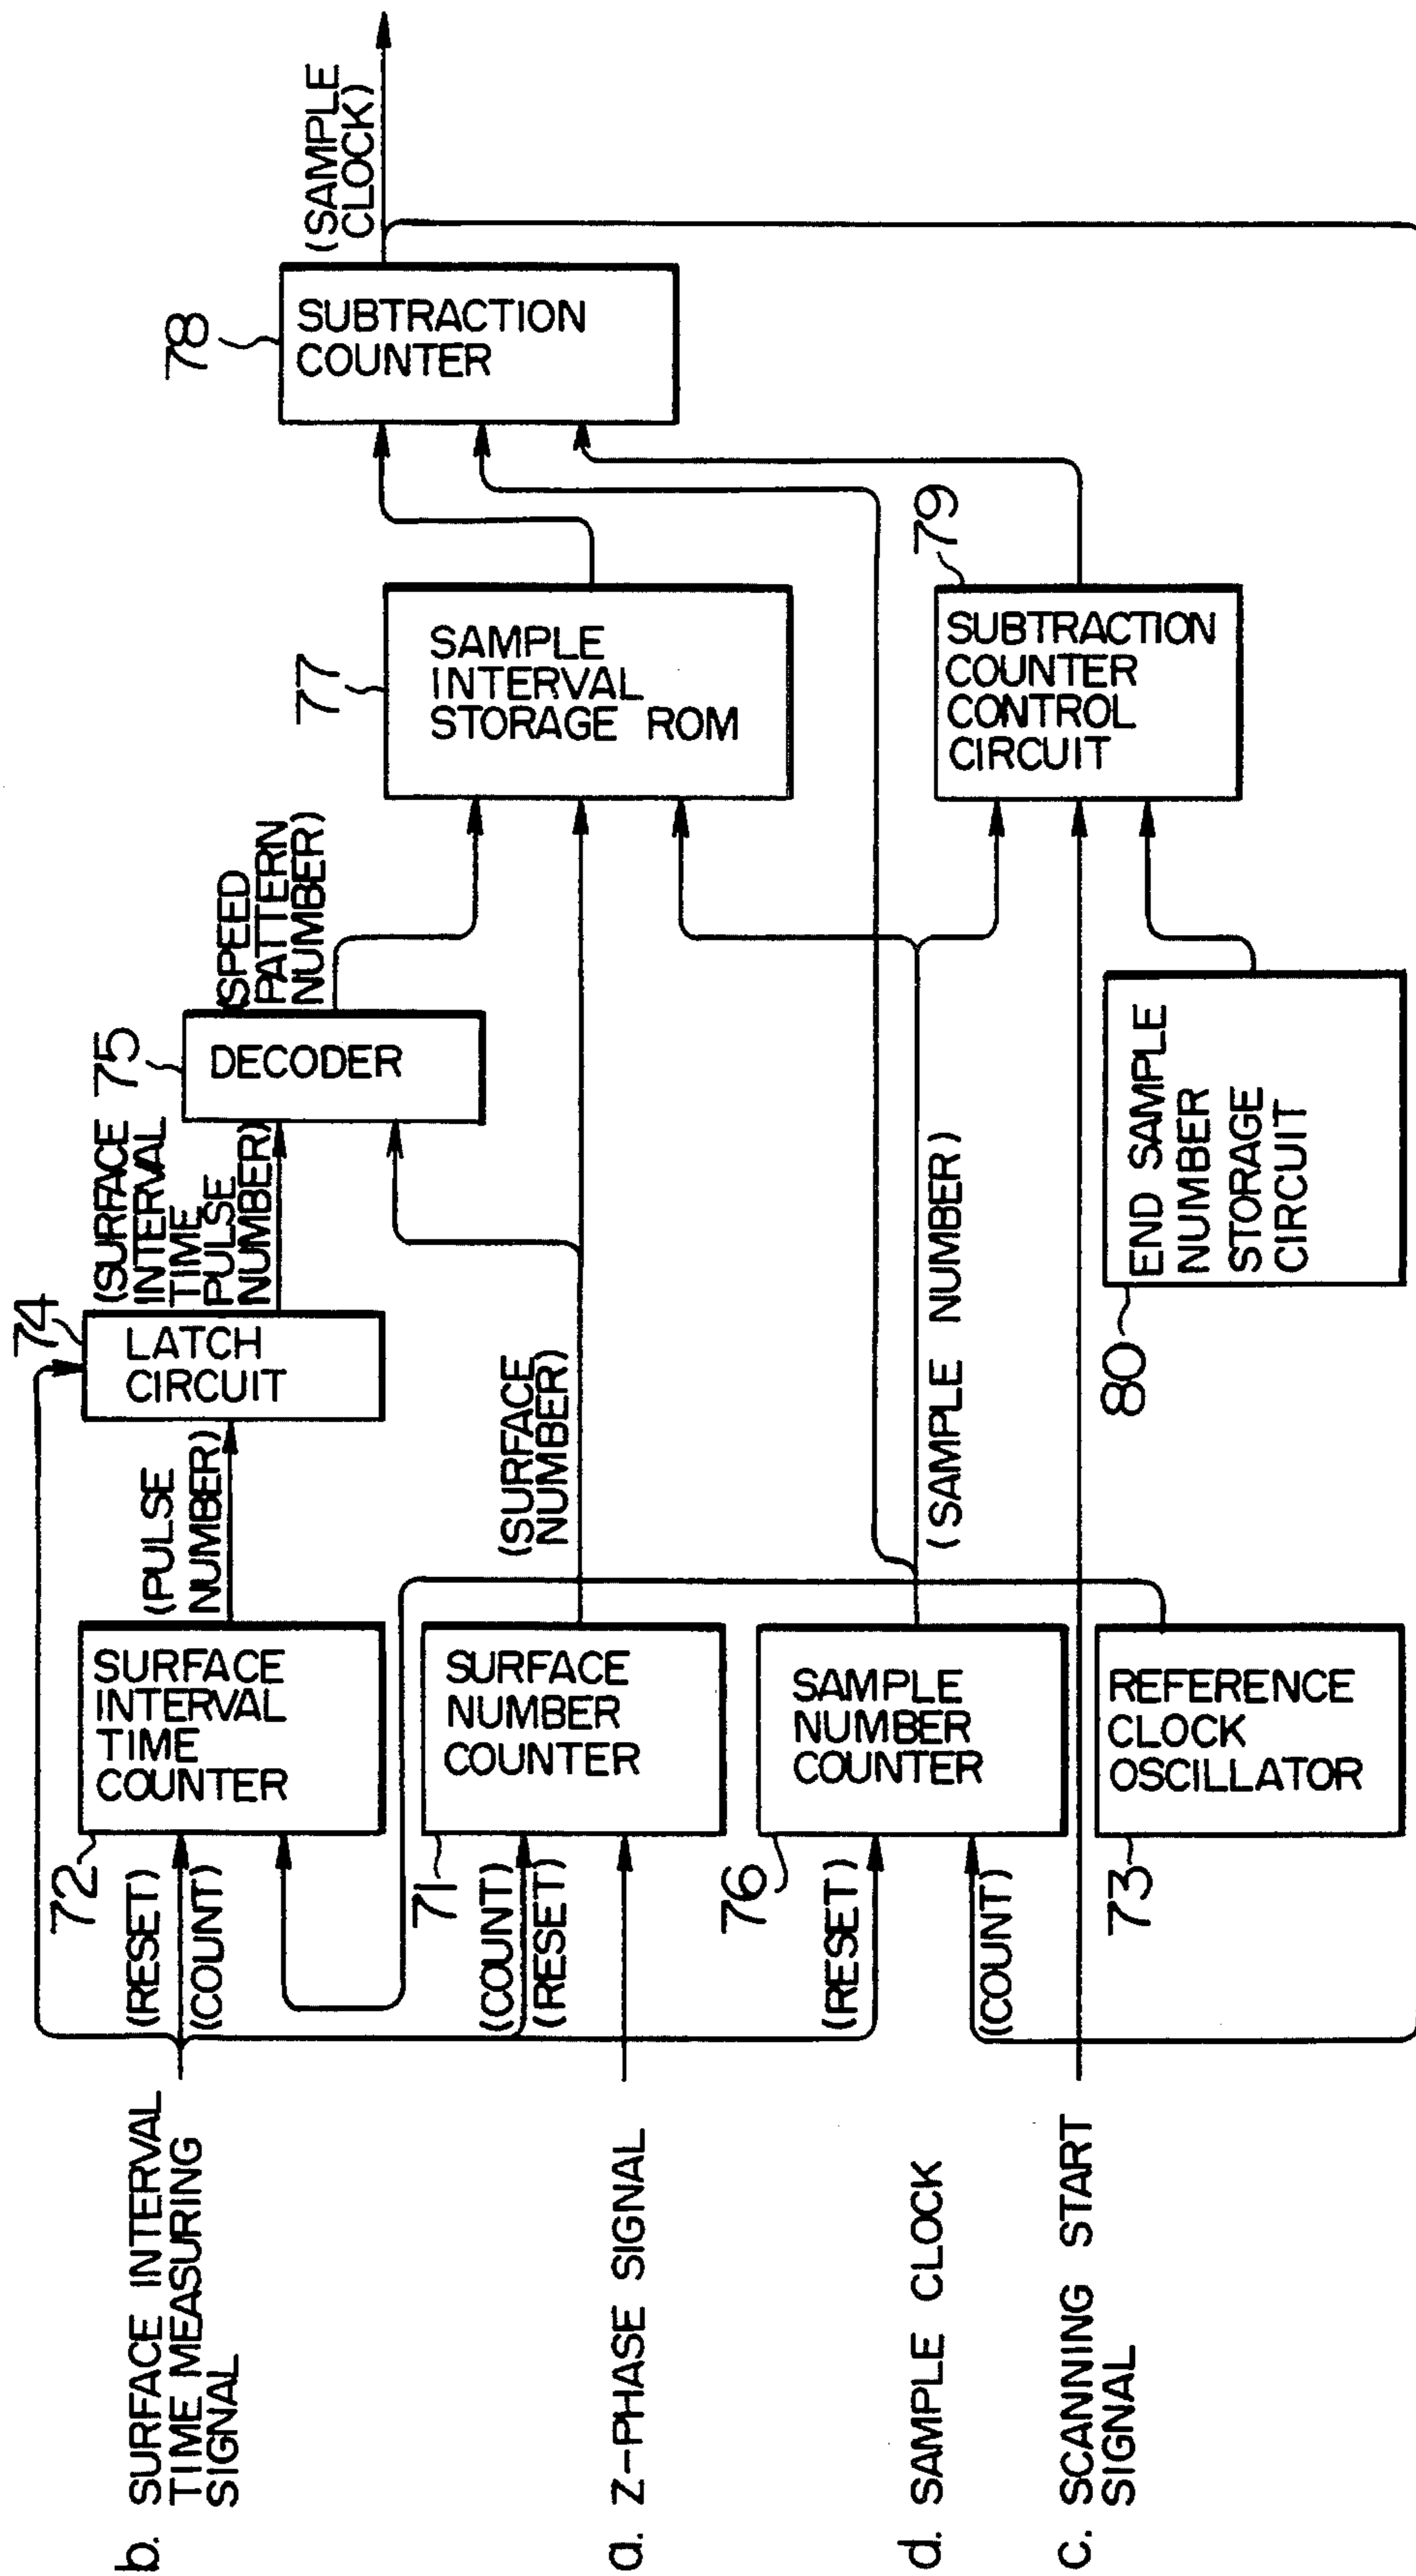 b. SURFACE INTERVAL
TIME MEASURING
SIGNAL
a. Z-PHASE SIGNAL
d. SAMPLE CLOCK
c. SCANNING START
SIGNAL
72
(RESET)
(COUNT)
SURFACE
INTERVAL
TIME
COUNTER
71
(COUNT)
(RESET)
SURFACE
NUMBER
COUNTER
76
(RESET)
(COUNT)
SAMPLE
NUMBER
COUNTER
73
REFERENCE
CLOCK
OSCILLATOR
(PULSE
NUMBER)
74
LATCH
CIRCUIT
(SURFACE
INTERVAL
TIME
PULSE
NUMBER)
(SURFACE
NUMBER)
(SAMPLE NUMBER)
75
DECODER
(SPEED
PATTERN
NUMBER)
80
END SAMPLE
NUMBER
STORAGE
CIRCUIT
77
SAMPLE
INTERVAL
STORAGE ROM
79
SUBTRACTION
COUNTER
CONTROL
CIRCUIT
78
SUBTRACTION
COUNTER
(SAMPLE
CLOCK)